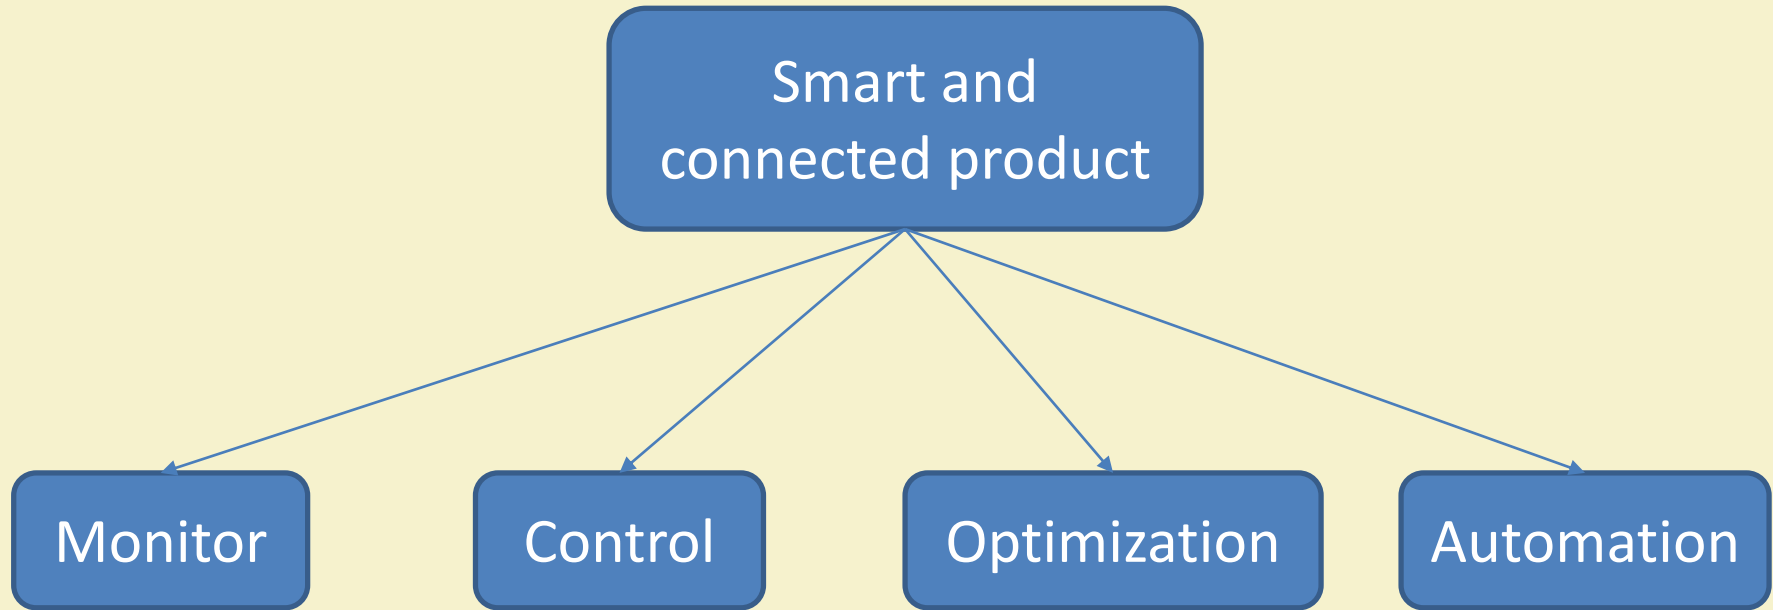 Smart and
connected product
Monitor
Control
Optimization
Automation